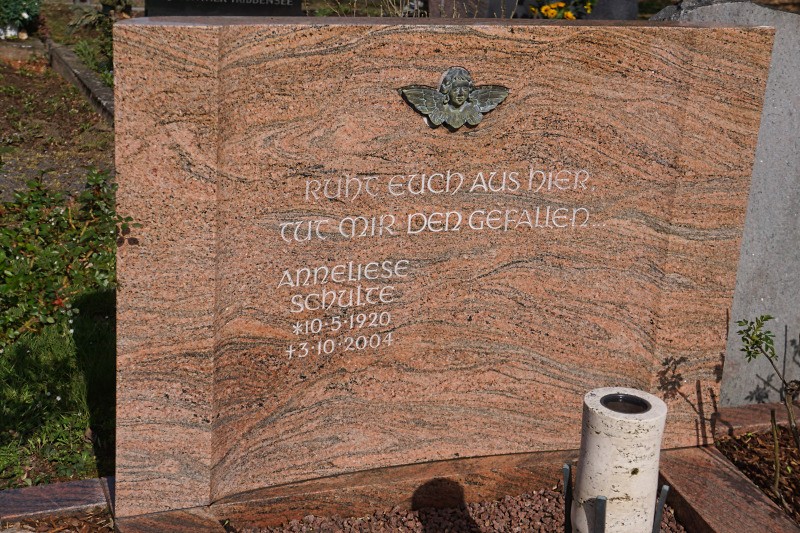 RUHT EUCH AUS HIER,
TUT MIR DEN GEFALLEN...
ANNELIESE
SCHULTE
*10·5·1920
+3·10·2004